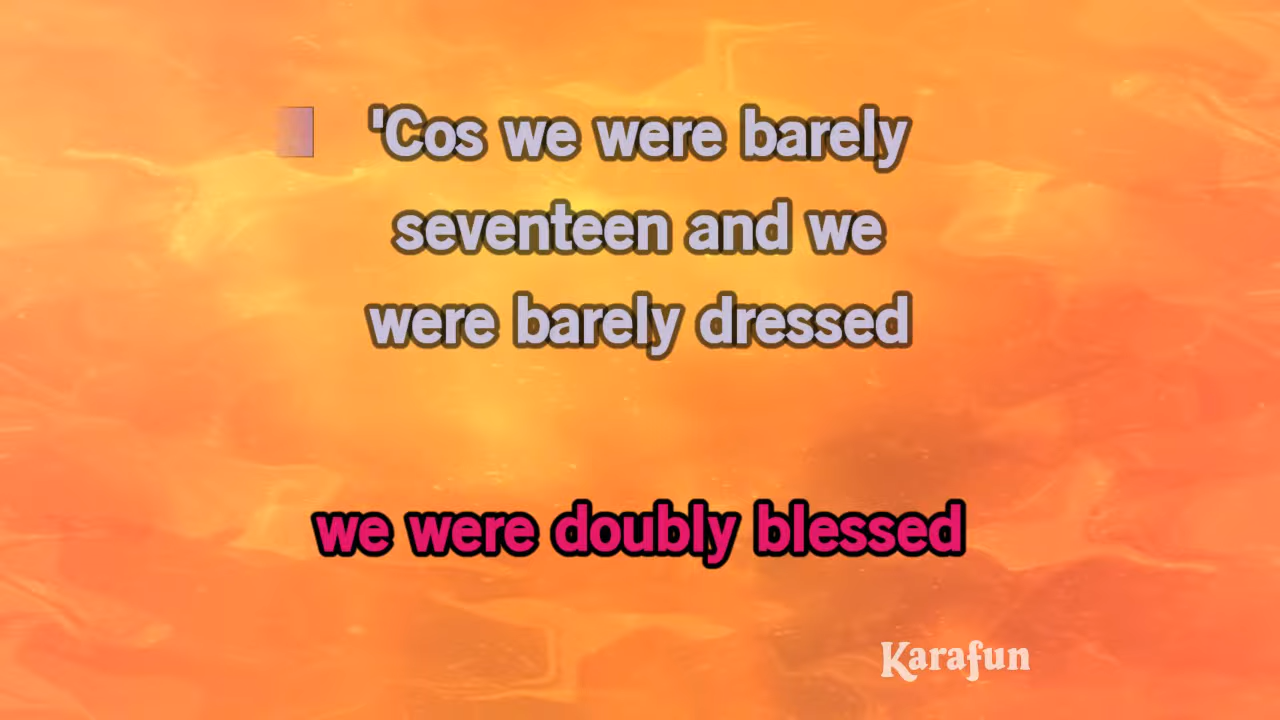 'Cos we were barely
seventeen and we
were barely dressed
we were doubly blessed
Karafun